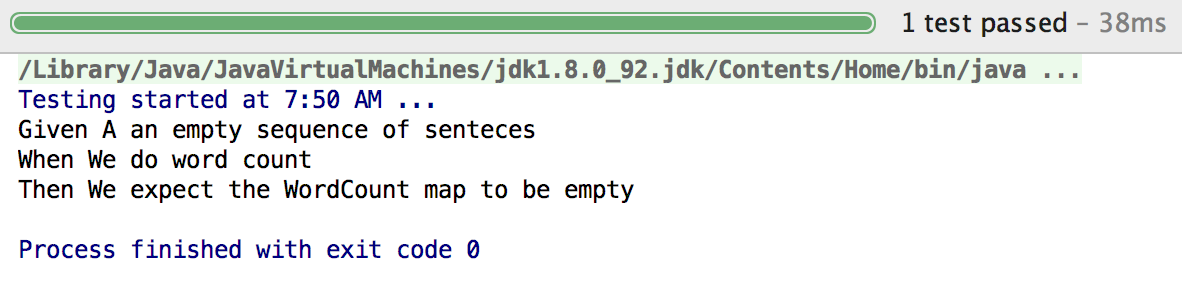 1 test passed – 38ms
/Library/Java/JavaVirtualMachines/jdk1.8.0_92.jdk/Contents/Home/bin/java ...
Testing started at 7:50 AM ...
Given A an empty sequence of senteces
When We do word count
Then We expect the WordCount map to be empty
Process finished with exit code 0